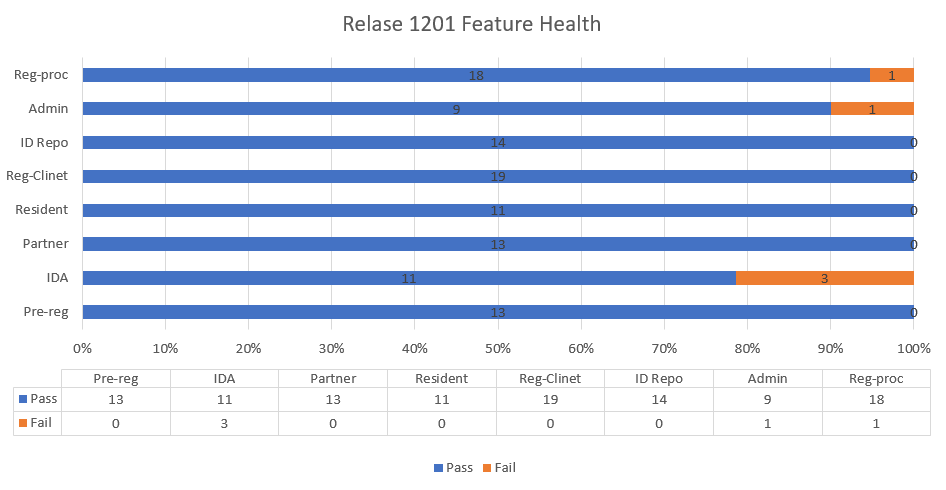 Relase 1201 Feature Health
Reg-proc 18 1
Admin 9 1
ID Repo 14 0
Reg-Clinet 19 0
Resident 11 0
Partner 13 0
IDA 11 3
Pre-reg 13 0
0% 10% 20% 30% 40% 50% 60% 70% 80% 90% 100%
Pre-reg IDA Partner Resident Reg-Clinet ID Repo Admin Reg-proc
Pass 13 11 13 11 19 14 9 18
Fail 0 3 0 0 0 0 1 1
Pass Fail